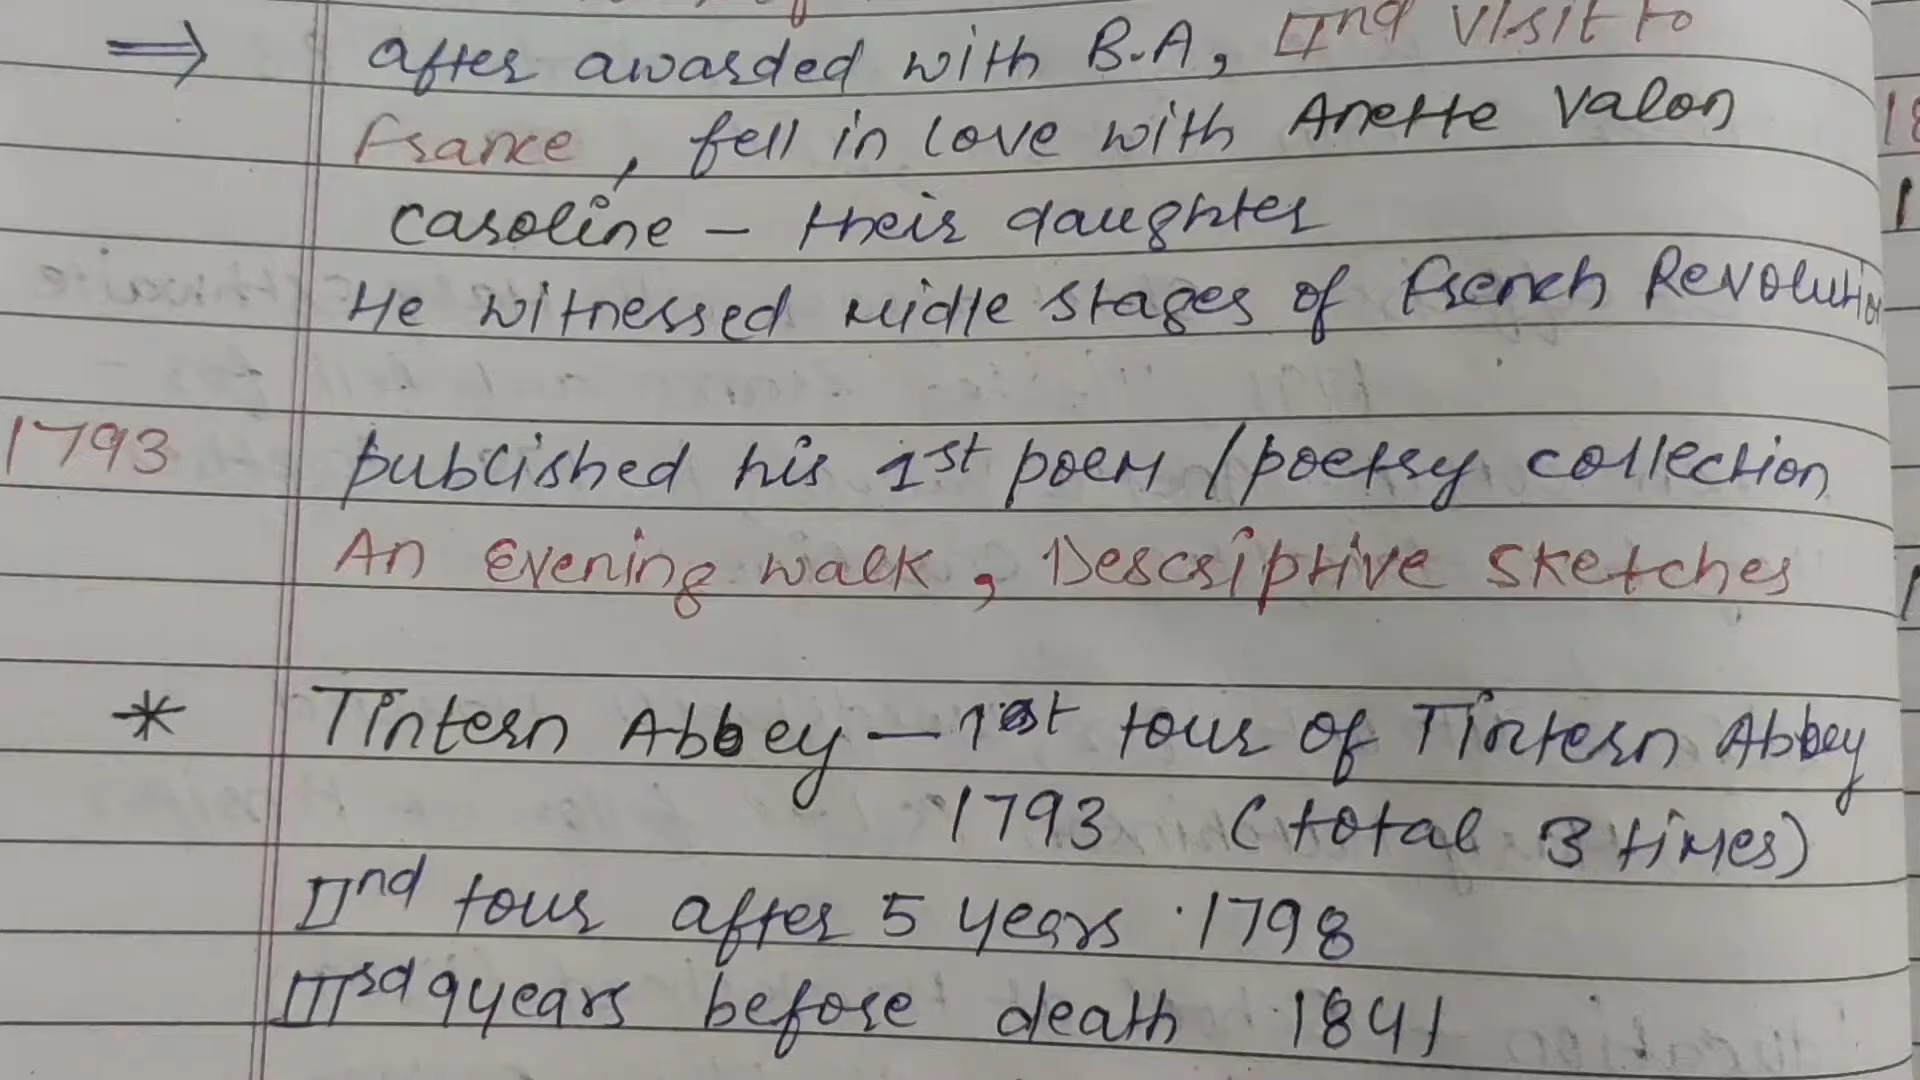 ⇒ after awarded with B.A, IInd visit to
France, fell in love with Anette Valon
Caroline – their daughter
He witnessed midle stages of French Revolution
1793 published his 1st poem / poetry collection
An Evening walk, Descriptive sketches
* Tintern Abbey – 1st tour of Tintern Abbey
1793 (total 3 times)
IInd tour after 5 years . 1798
IIIrd 9years before death 1841